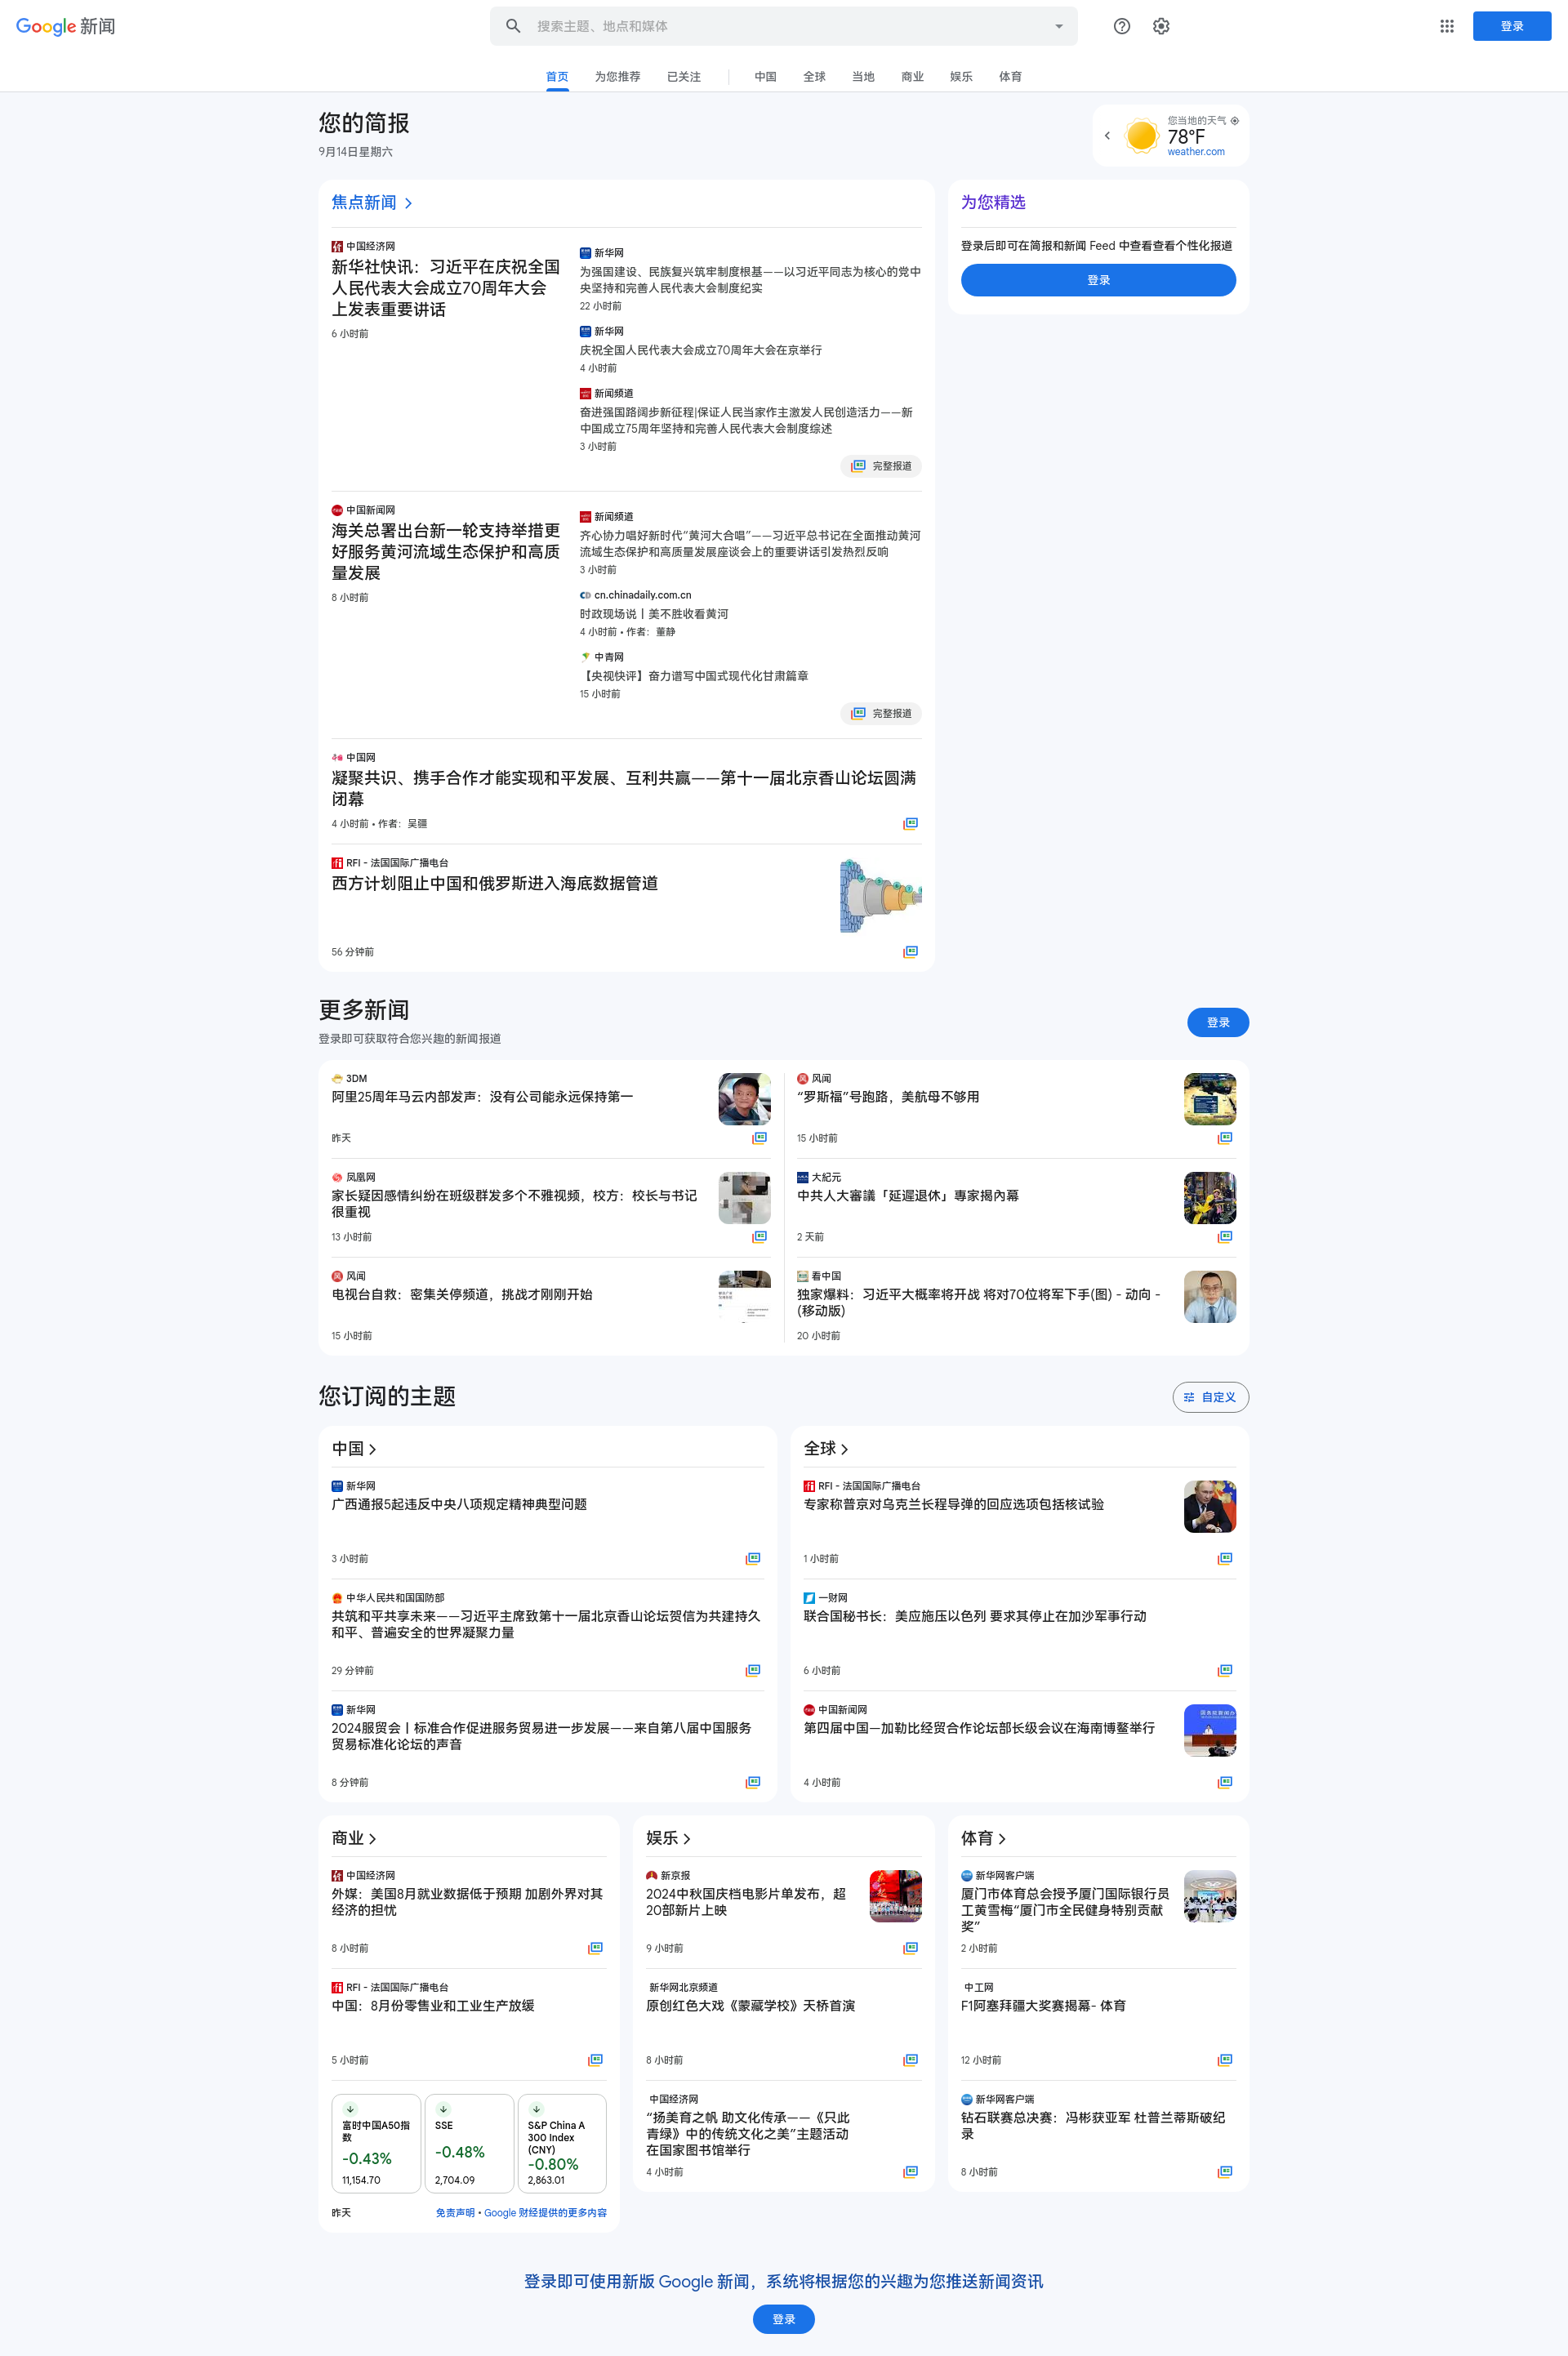 Google 新闻
搜索主题、地点和媒体
登录
首页
为您推荐
已关注
中国
全球
当地
商业
娱乐
体育
您的简报
9月14日星期六
您当地的天气
78°F
weather.com
焦点新闻
中国经济网
新华社快讯：习近平在庆祝全国
人民代表大会成立70周年大会
上发表重要讲话
6 小时前
新华网
为强国建设、民族复兴筑牢制度根基——以习近平同志为核心的党中
央坚持和完善人民代表大会制度纪实
22 小时前
新华网
庆祝全国人民代表大会成立70周年大会在京举行
4 小时前
新闻频道
奋进强国路阔步新征程|保证人民当家作主激发人民创造活力——新
中国成立75周年坚持和完善人民代表大会制度综述
3 小时前
完整报道
为您精选
登录后即可在简报和新闻 Feed 中查看查看个性化报道
登录
中国新闻网
海关总署出台新一轮支持举措更
好服务黄河流域生态保护和高质
量发展
8 小时前
新闻频道
齐心协力唱好新时代“黄河大合唱”——习近平总书记在全面推动黄河
流域生态保护和高质量发展座谈会上的重要讲话引发热烈反响
3 小时前
cn.chinadaily.com.cn
时政现场说丨美不胜收看黄河
4 小时前 • 作者：董静
中青网
【央视快评】奋力谱写中国式现代化甘肃篇章
15 小时前
完整报道
中国网
凝聚共识、携手合作才能实现和平发展、互利共赢——第十一届北京香山论坛圆满
闭幕
4 小时前 • 作者：吴疆
RFI - 法国国际广播电台
西方计划阻止中国和俄罗斯进入海底数据管道
56 分钟前
更多新闻
登录即可获取符合您兴趣的新闻报道
登录
3DM
阿里25周年马云内部发声：没有公司能永远保持第一
昨天
凤凰网
家长疑因感情纠纷在班级群发多个不雅视频，校方：校长与书记
很重视
13 小时前
风闻
电视台自救：密集关停频道，挑战才刚刚开始
15 小时前
风闻
“罗斯福”号跑路，美航母不够用
15 小时前
大紀元
中共人大審議「延遲退休」專家揭內幕
2 天前
看中国
独家爆料：习近平大概率将开战 将对70位将军下手(图) - 动向 -
(移动版)
20 小时前
您订阅的主题
自定义
中国
新华网
广西通报5起违反中央八项规定精神典型问题
3 小时前
中华人民共和国国防部
共筑和平共享未来——习近平主席致第十一届北京香山论坛贺信为共建持久
和平、普遍安全的世界凝聚力量
29 分钟前
新华网
2024服贸会丨标准合作促进服务贸易进一步发展——来自第八届中国服务
贸易标准化论坛的声音
8 分钟前
全球
RFI - 法国国际广播电台
专家称普京对乌克兰长程导弹的回应选项包括核试验
1 小时前
一财网
联合国秘书长：美应施压以色列 要求其停止在加沙军事行动
6 小时前
中国新闻网
第四届中国—加勒比经贸合作论坛部长级会议在海南博鳌举行
4 小时前
商业
中国经济网
外媒：美国8月就业数据低于预期 加剧外界对其
经济的担忧
8 小时前
RFI - 法国国际广播电台
中国：8月份零售业和工业生产放缓
5 小时前
富时中国A50指
数
-0.43%
11,154.70
SSE
-0.48%
2,704.09
S&P China A
300 Index
(CNY)
-0.80%
2,863.01
昨天
免责声明 • Google 财经提供的更多内容
娱乐
新京报
2024中秋国庆档电影片单发布，超
20部新片上映
9 小时前
新华网北京频道
原创红色大戏《蒙藏学校》天桥首演
8 小时前
中国经济网
“扬美育之帆 助文化传承——《只此
青绿》中的传统文化之美”主题活动
在国家图书馆举行
4 小时前
体育
新华网客户端
厦门市体育总会授予厦门国际银行员
工黄雪梅“厦门市全民健身特别贡献
奖”
2 小时前
中工网
F1阿塞拜疆大奖赛揭幕- 体育
12 小时前
新华网客户端
钻石联赛总决赛：冯彬获亚军 杜普兰蒂斯破纪
录
8 小时前
登录即可使用新版 Google 新闻，系统将根据您的兴趣为您推送新闻资讯
登录